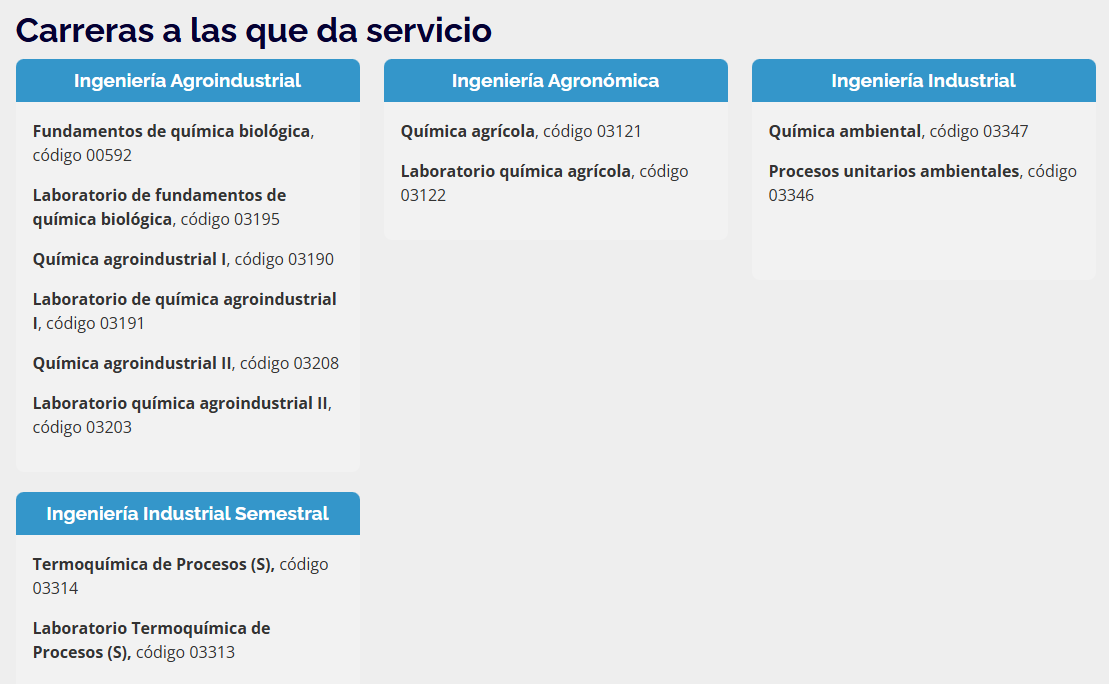 Carreras a las que da servicio
Ingeniería Agroindustrial
Fundamentos de química biológica,
código 00592
Laboratorio de fundamentos de
química biológica, código 03195
Química agroindustrial I, código 03190
Laboratorio de química agroindustrial
I, código 03191
Química agroindustrial II, código 03208
Laboratorio química agroindustrial II,
código 03203
Ingeniería Agronómica
Química agrícola, código 03121
Laboratorio química agrícola, código
03122
Ingeniería Industrial
Química ambiental, código 03347
Procesos unitarios ambientales, código
03346
Ingeniería Industrial Semestral
Termoquímica de Procesos (S), código
03314
Laboratorio Termoquímica de
Procesos (S), código 03313